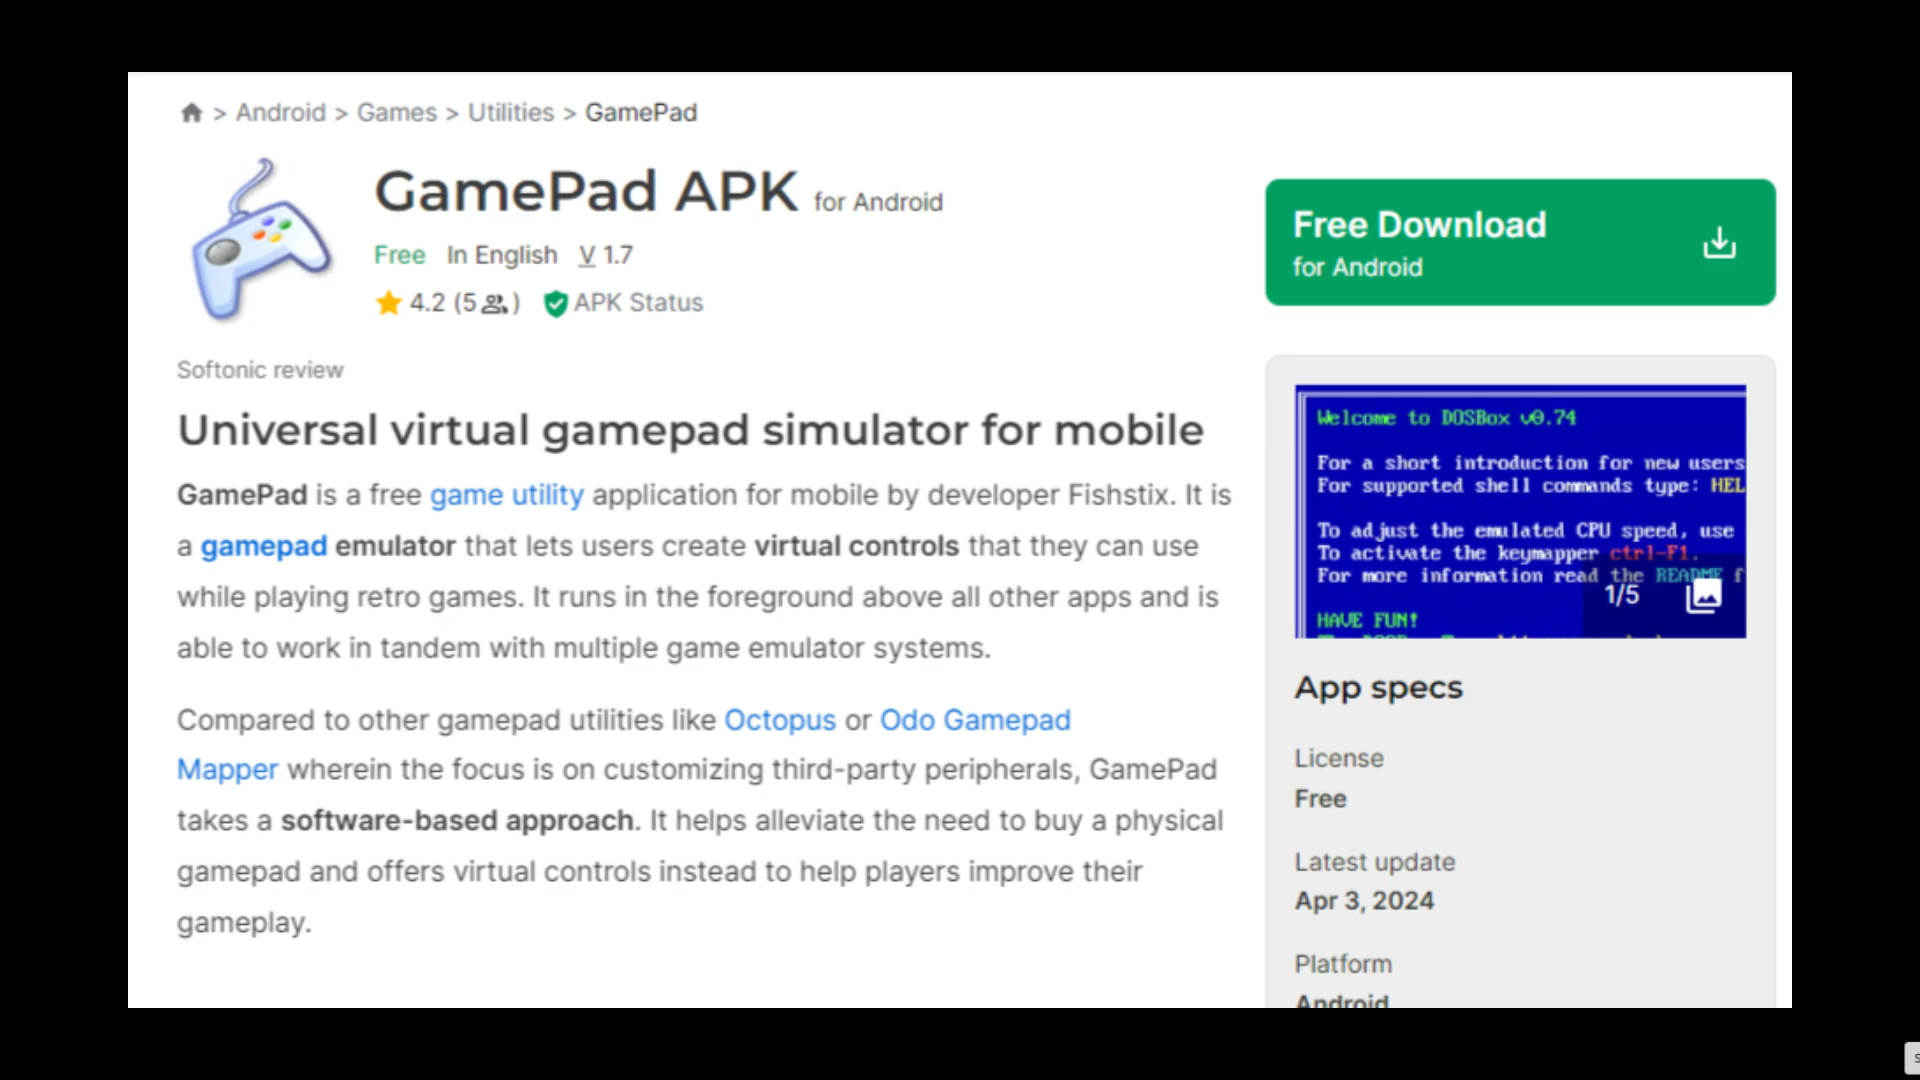 > Android > Games > Utilities > GamePad
GamePad APK for Android
Free In English V 1.7
4.2 (5 )
APK Status
Free Download
for Android
Softonic review
Universal virtual gamepad simulator for mobile
GamePad is a free game utility application for mobile by developer Fishstix. It is
a gamepad emulator that lets users create virtual controls that they can use
while playing retro games. It runs in the foreground above all other apps and is
able to work in tandem with multiple game emulator systems.
Compared to other gamepad utilities like Octopus or Odo Gamepad
Mapper wherein the focus is on customizing third-party peripherals, GamePad
takes a software-based approach. It helps alleviate the need to buy a physical
gamepad and offers virtual controls instead to help players improve their
gameplay.
Welcome to DOSBox v0.74
For a short introduction for new users
For supported shell commands type: HEL
To adjust the emulated CPU speed, use
To activate the keymapper ctrl-F1.
For more information read the README f
HAVE FUN!
1/5
App specs
License
Free
Latest update
Apr 3, 2024
Platform
Android